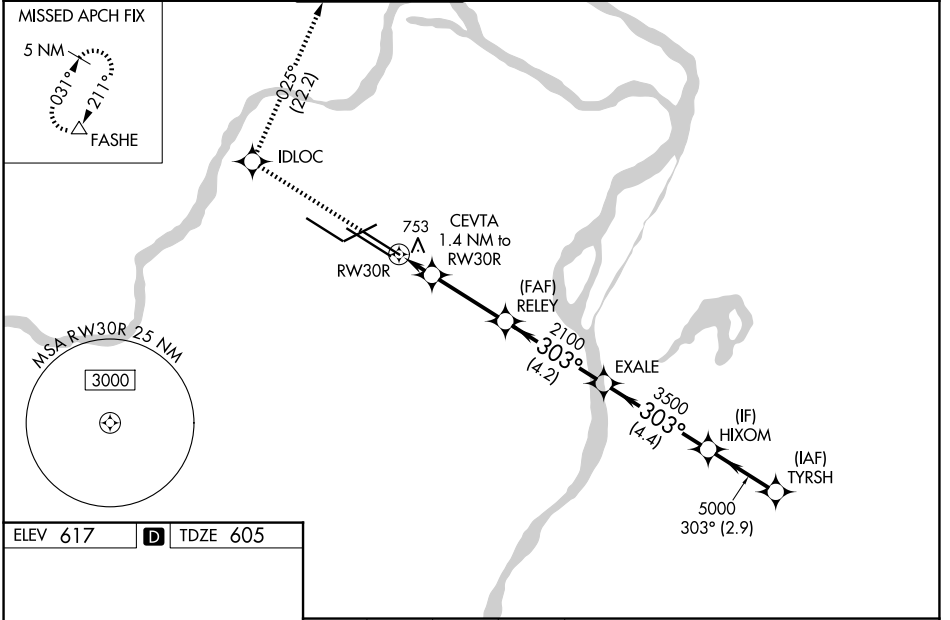 MISSED APCH FIX
5 NM
031°
211°
FASHE
025°
(22.2)
IDLOC
753
CEVTA
1.4 NM to
RW30R
RW30R
(FAF)
RELEY
2100
303°
(4.2)
EXALE
3500
303°
(4.4)
(IF)
HIXOM
(IAF)
TYRSH
5000
303° (2.9)
MSA RW30R 25 NM
3000
ELEV 617
D
TDZE 605